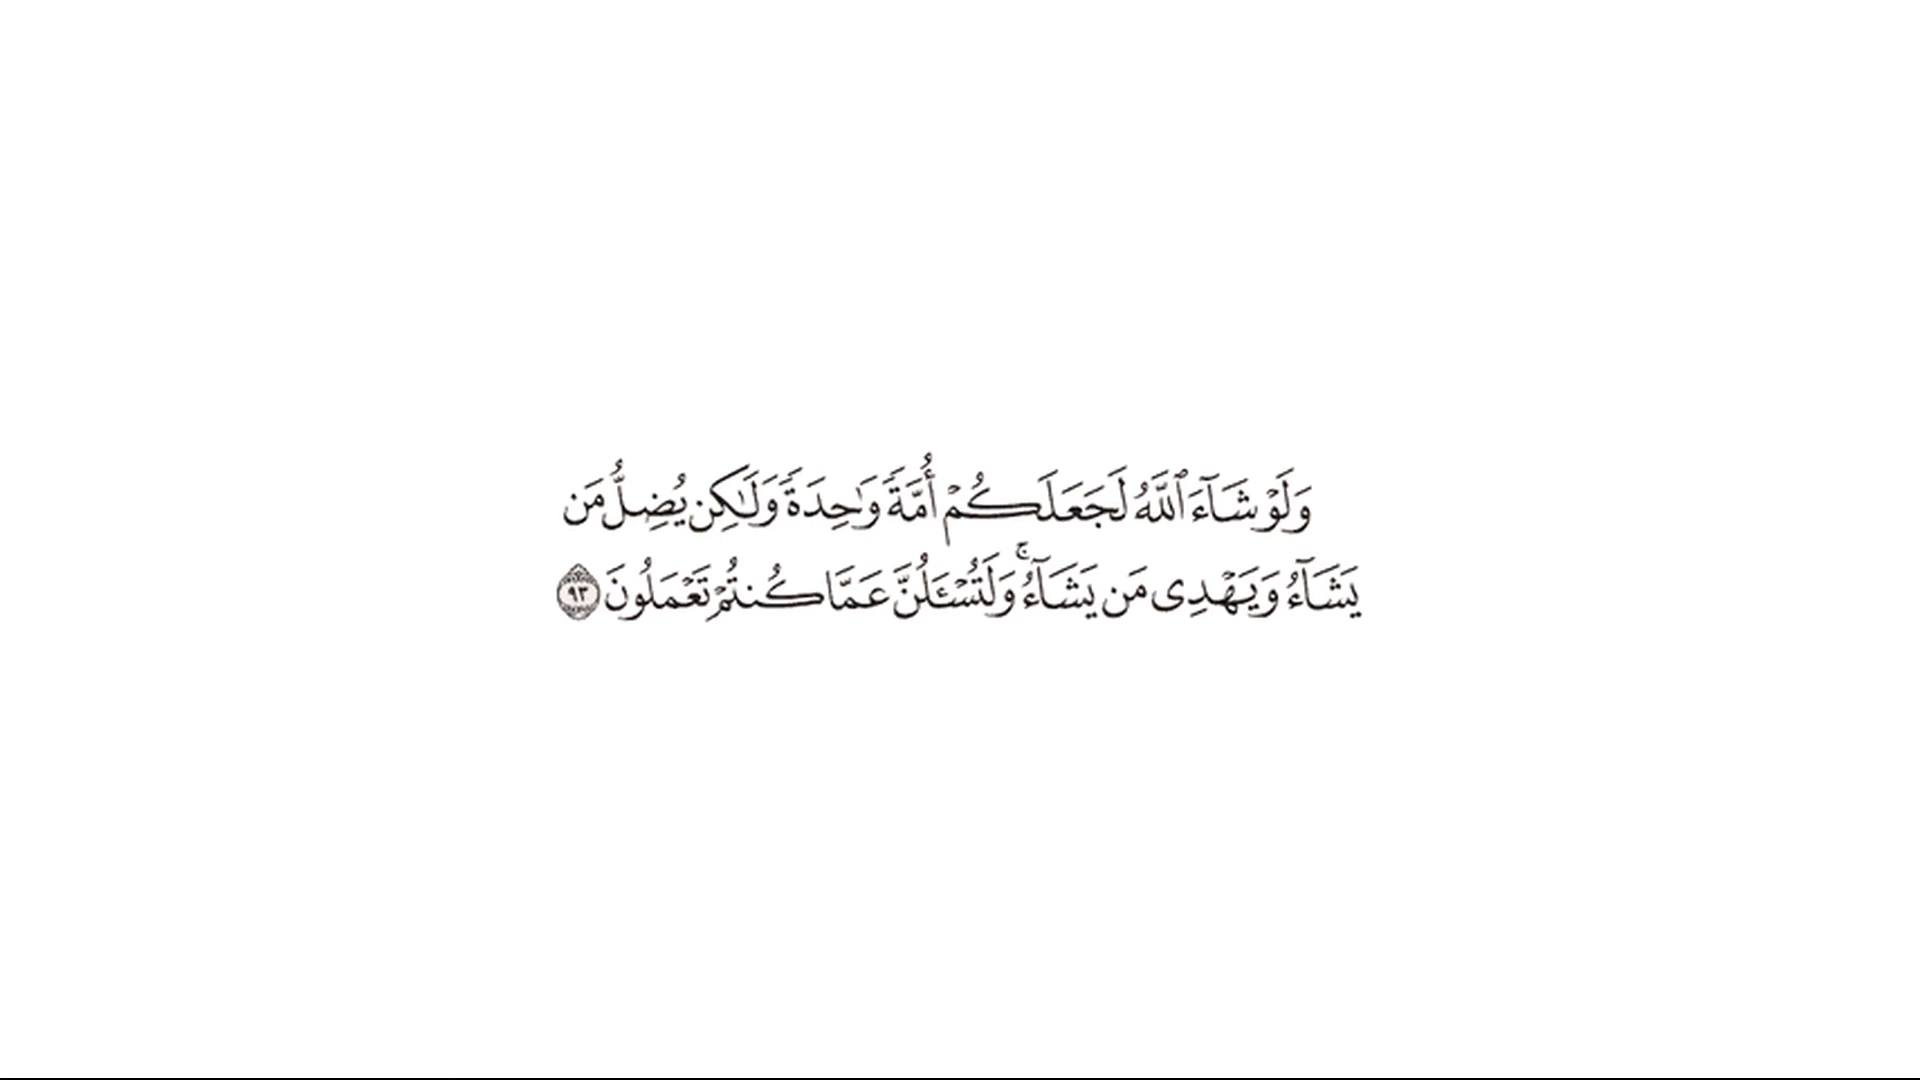 وَلَوْ شَآءَ ٱللَّهُ لَجَعَلَكُمْ أُمَّةً وَٰحِدَةً وَلَٰكِن يُضِلُّ مَن
يَشَآءُ وَيَهْدِى مَن يَشَآءُ ۚ وَلَتُسْـَٔلُنَّ عَمَّا كُنتُمْ تَعْمَلُونَ ٩٣